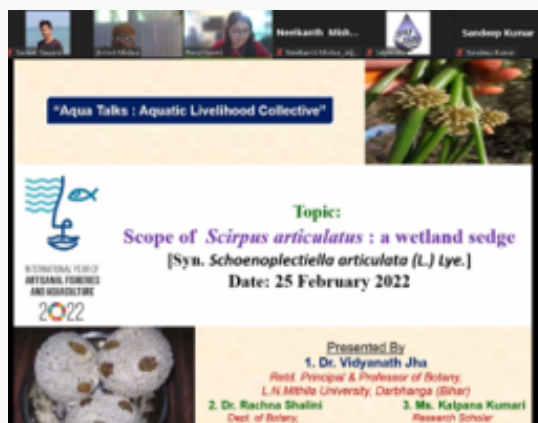 Neelkanth Mish...
Sandeep Kumar
Sandeep Kumar
"Aqua Talks : Aquatic Livelihood Collective"
Topic:
Scope of Scirpus articulatus : a wetland sedge
[Syn. Schoenoplectiella articulata (L.) Lye.]
Date: 25 February 2022
INTERNATIONAL YEAR OF
ARTISANAL FISHERIES
AND AQUACULTURE
2022
Presented By
1. Dr. Vidyanath Jha
Retd. Principal & Professor of Botany,
L.N.Mithila University, Darbhanga (Bihar)
2. Dr. Rachna Shalini
3. Ms. Kalpana Kumari
Dept. of Botany,
Research Scholar